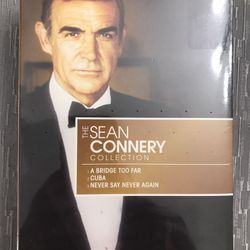 THE SEAN
CONNERY
COLLECTION
A BRIDGE TOO FAR
CUBA
NEVER SAY NEVER AGAIN